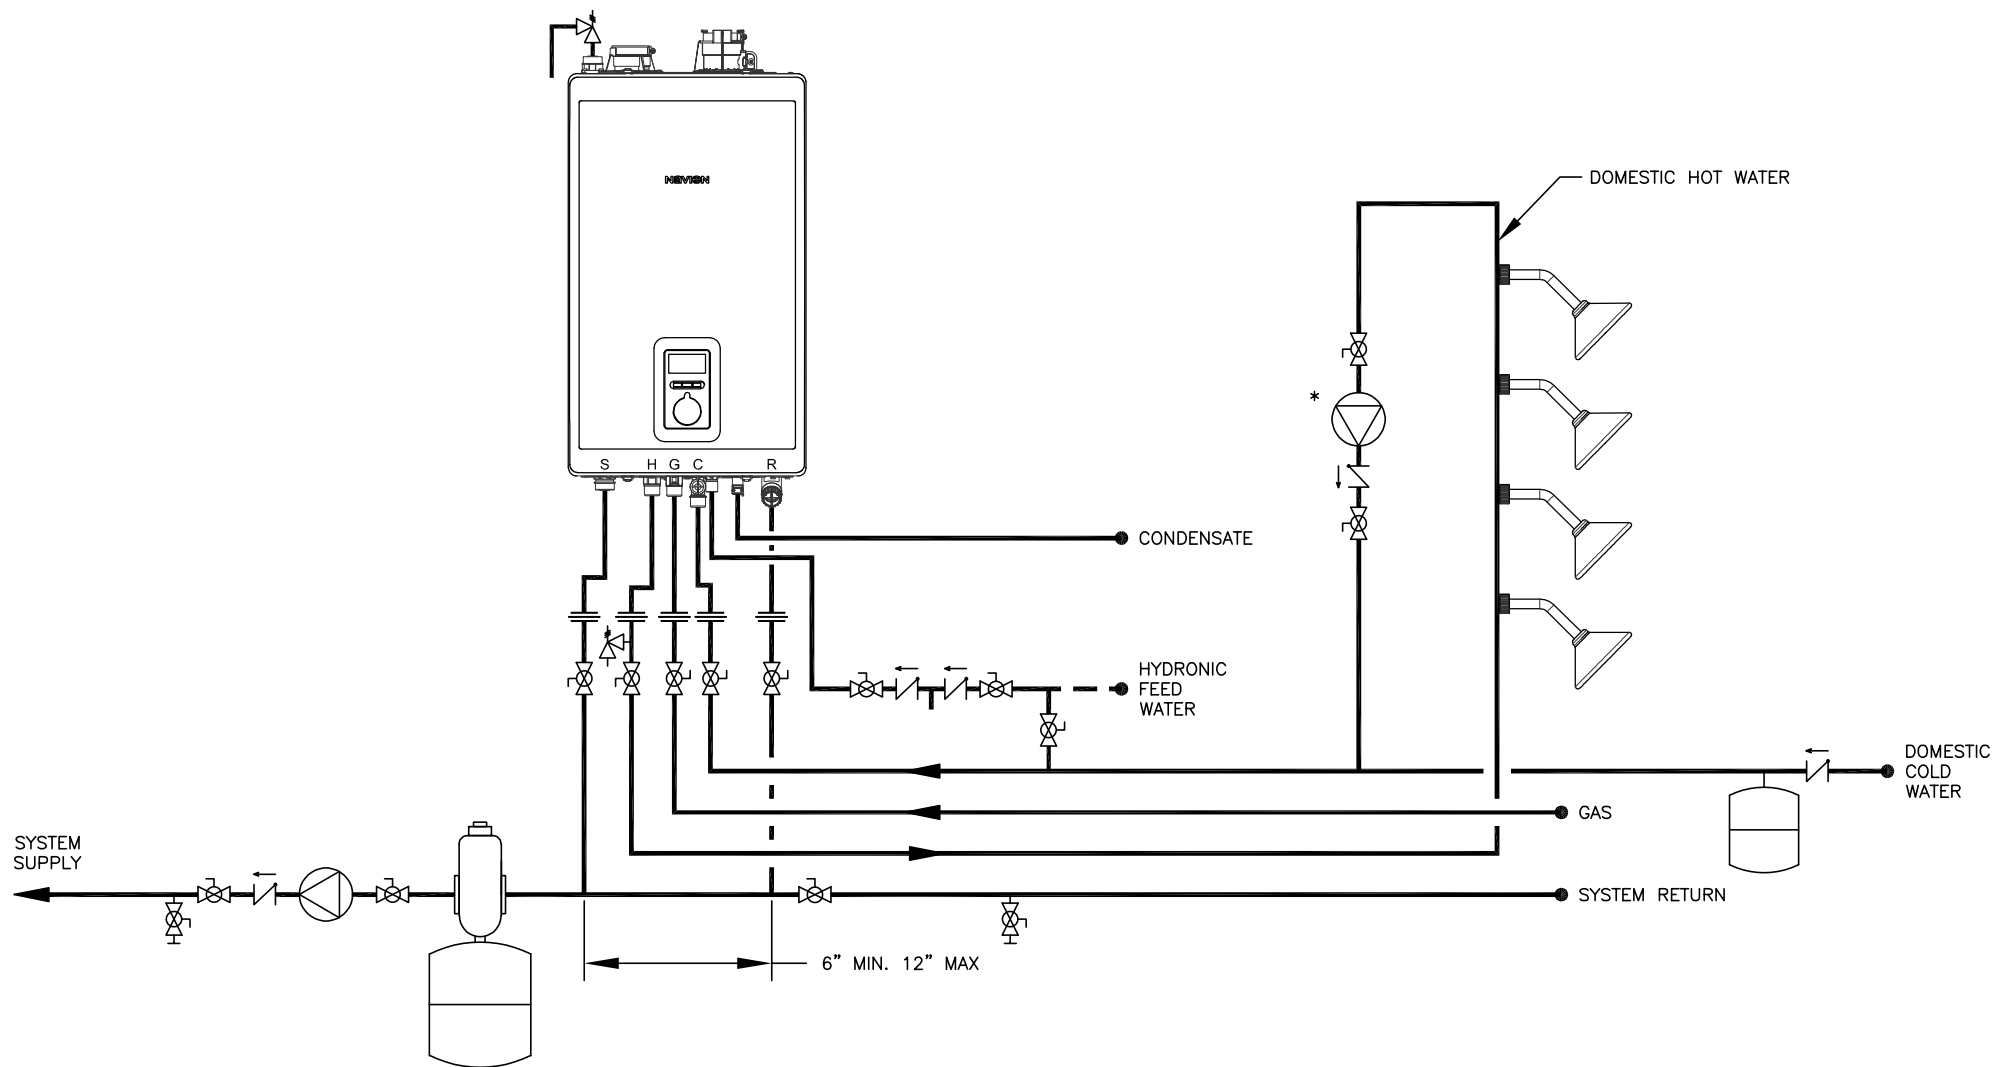 NAVIEN
DOMESTIC HOT WATER
*
S H G C R
CONDENSATE
HYDRONIC
FEED
WATER
DOMESTIC
COLD
WATER
GAS
SYSTEM
SUPPLY
SYSTEM RETURN
6” MIN. 12” MAX